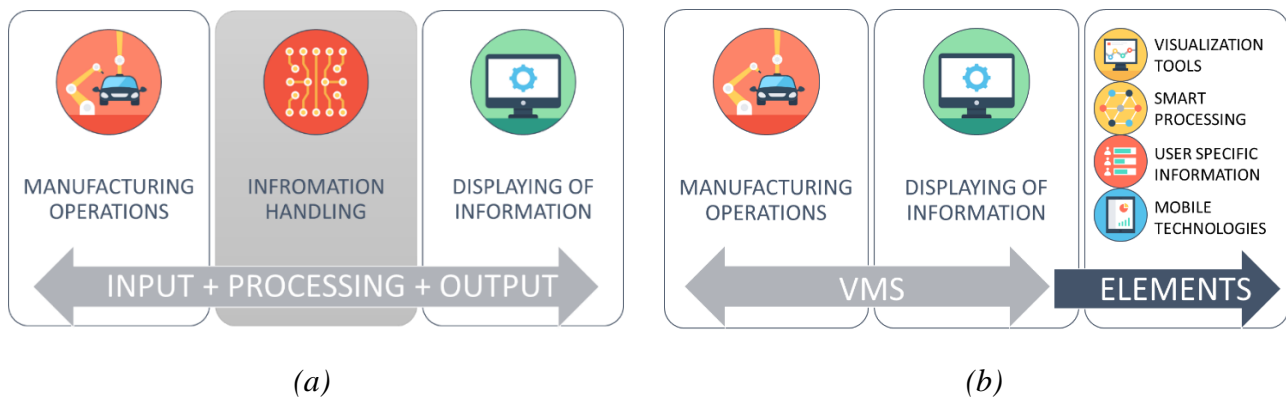 MANUFACTURING
OPERATIONS
INFROMATION
HANDLING
DISPLAYING OF
INFORMATION
INPUT + PROCESSING + OUTPUT
(a)
MANUFACTURING
OPERATIONS
DISPLAYING OF
INFORMATION
VISUALIZATION
TOOLS
SMART
PROCESSING
USER SPECIFIC
INFORMATION
MOBILE
TECHNOLOGIES
VMS
ELEMENTS
(b)